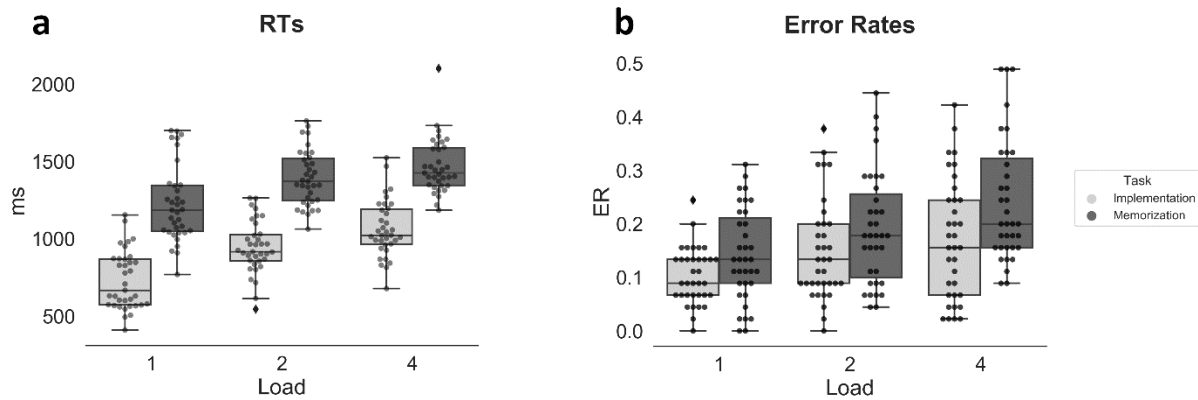 a
RTs
2000
1500
1000
500
ms
1
2
4
Load
b
Error Rates
0.5
0.4
0.3
0.2
0.1
0.0
ER
1
2
4
Load
Task
Implementation
Memorization